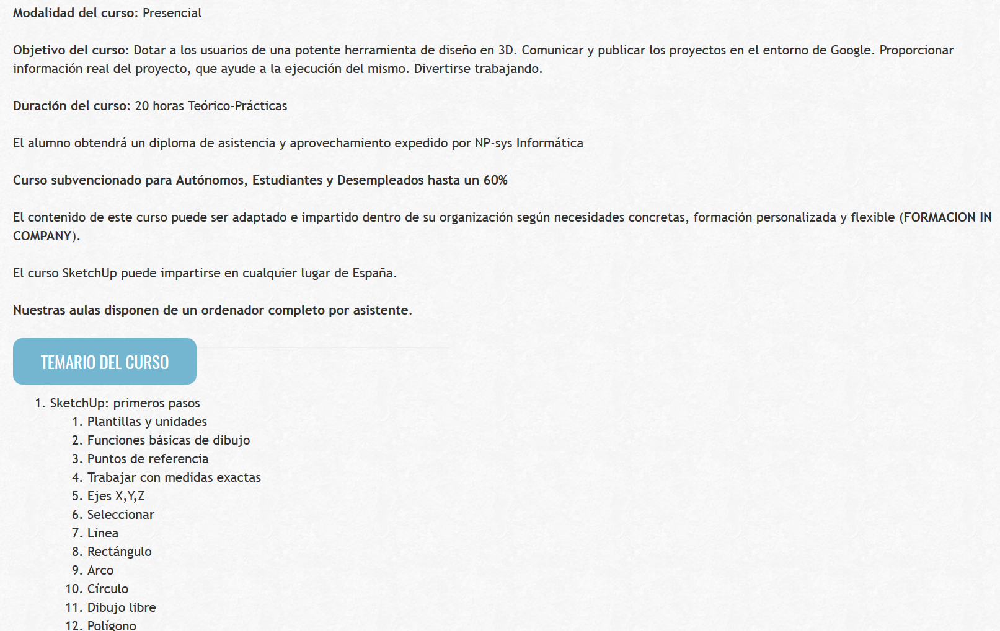 Modalidad del curso: Presencial
Objetivo del curso: Dotar a los usuarios de una potente herramienta de diseño en 3D. Comunicar y publicar los proyectos en el entorno de Google. Proporcionar
información real del proyecto, que ayude a la ejecución del mismo. Divertirse trabajando.
Duración del curso: 20 horas Teórico-Prácticas
El alumno obtendrá un diploma de asistencia y aprovechamiento expedido por NP-sys Informática
Curso subvencionado para Autónomos, Estudiantes y Desempleados hasta un 60%
El contenido de este curso puede ser adaptado e impartido dentro de su organización según necesidades concretas, formación personalizada y flexible (FORMACION IN
COMPANY).
El curso SketchUp puede impartirse en cualquier lugar de España.
Nuestras aulas disponen de un ordenador completo por asistente.
TEMARIO DEL CURSO
1. SketchUp: primeros pasos
1. Plantillas y unidades
2. Funciones básicas de dibujo
3. Puntos de referencia
4. Trabajar con medidas exactas
5. Ejes X,Y,Z
6. Seleccionar
7. Línea
8. Rectángulo
9. Arco
10. Círculo
11. Dibujo libre
12. Polígono